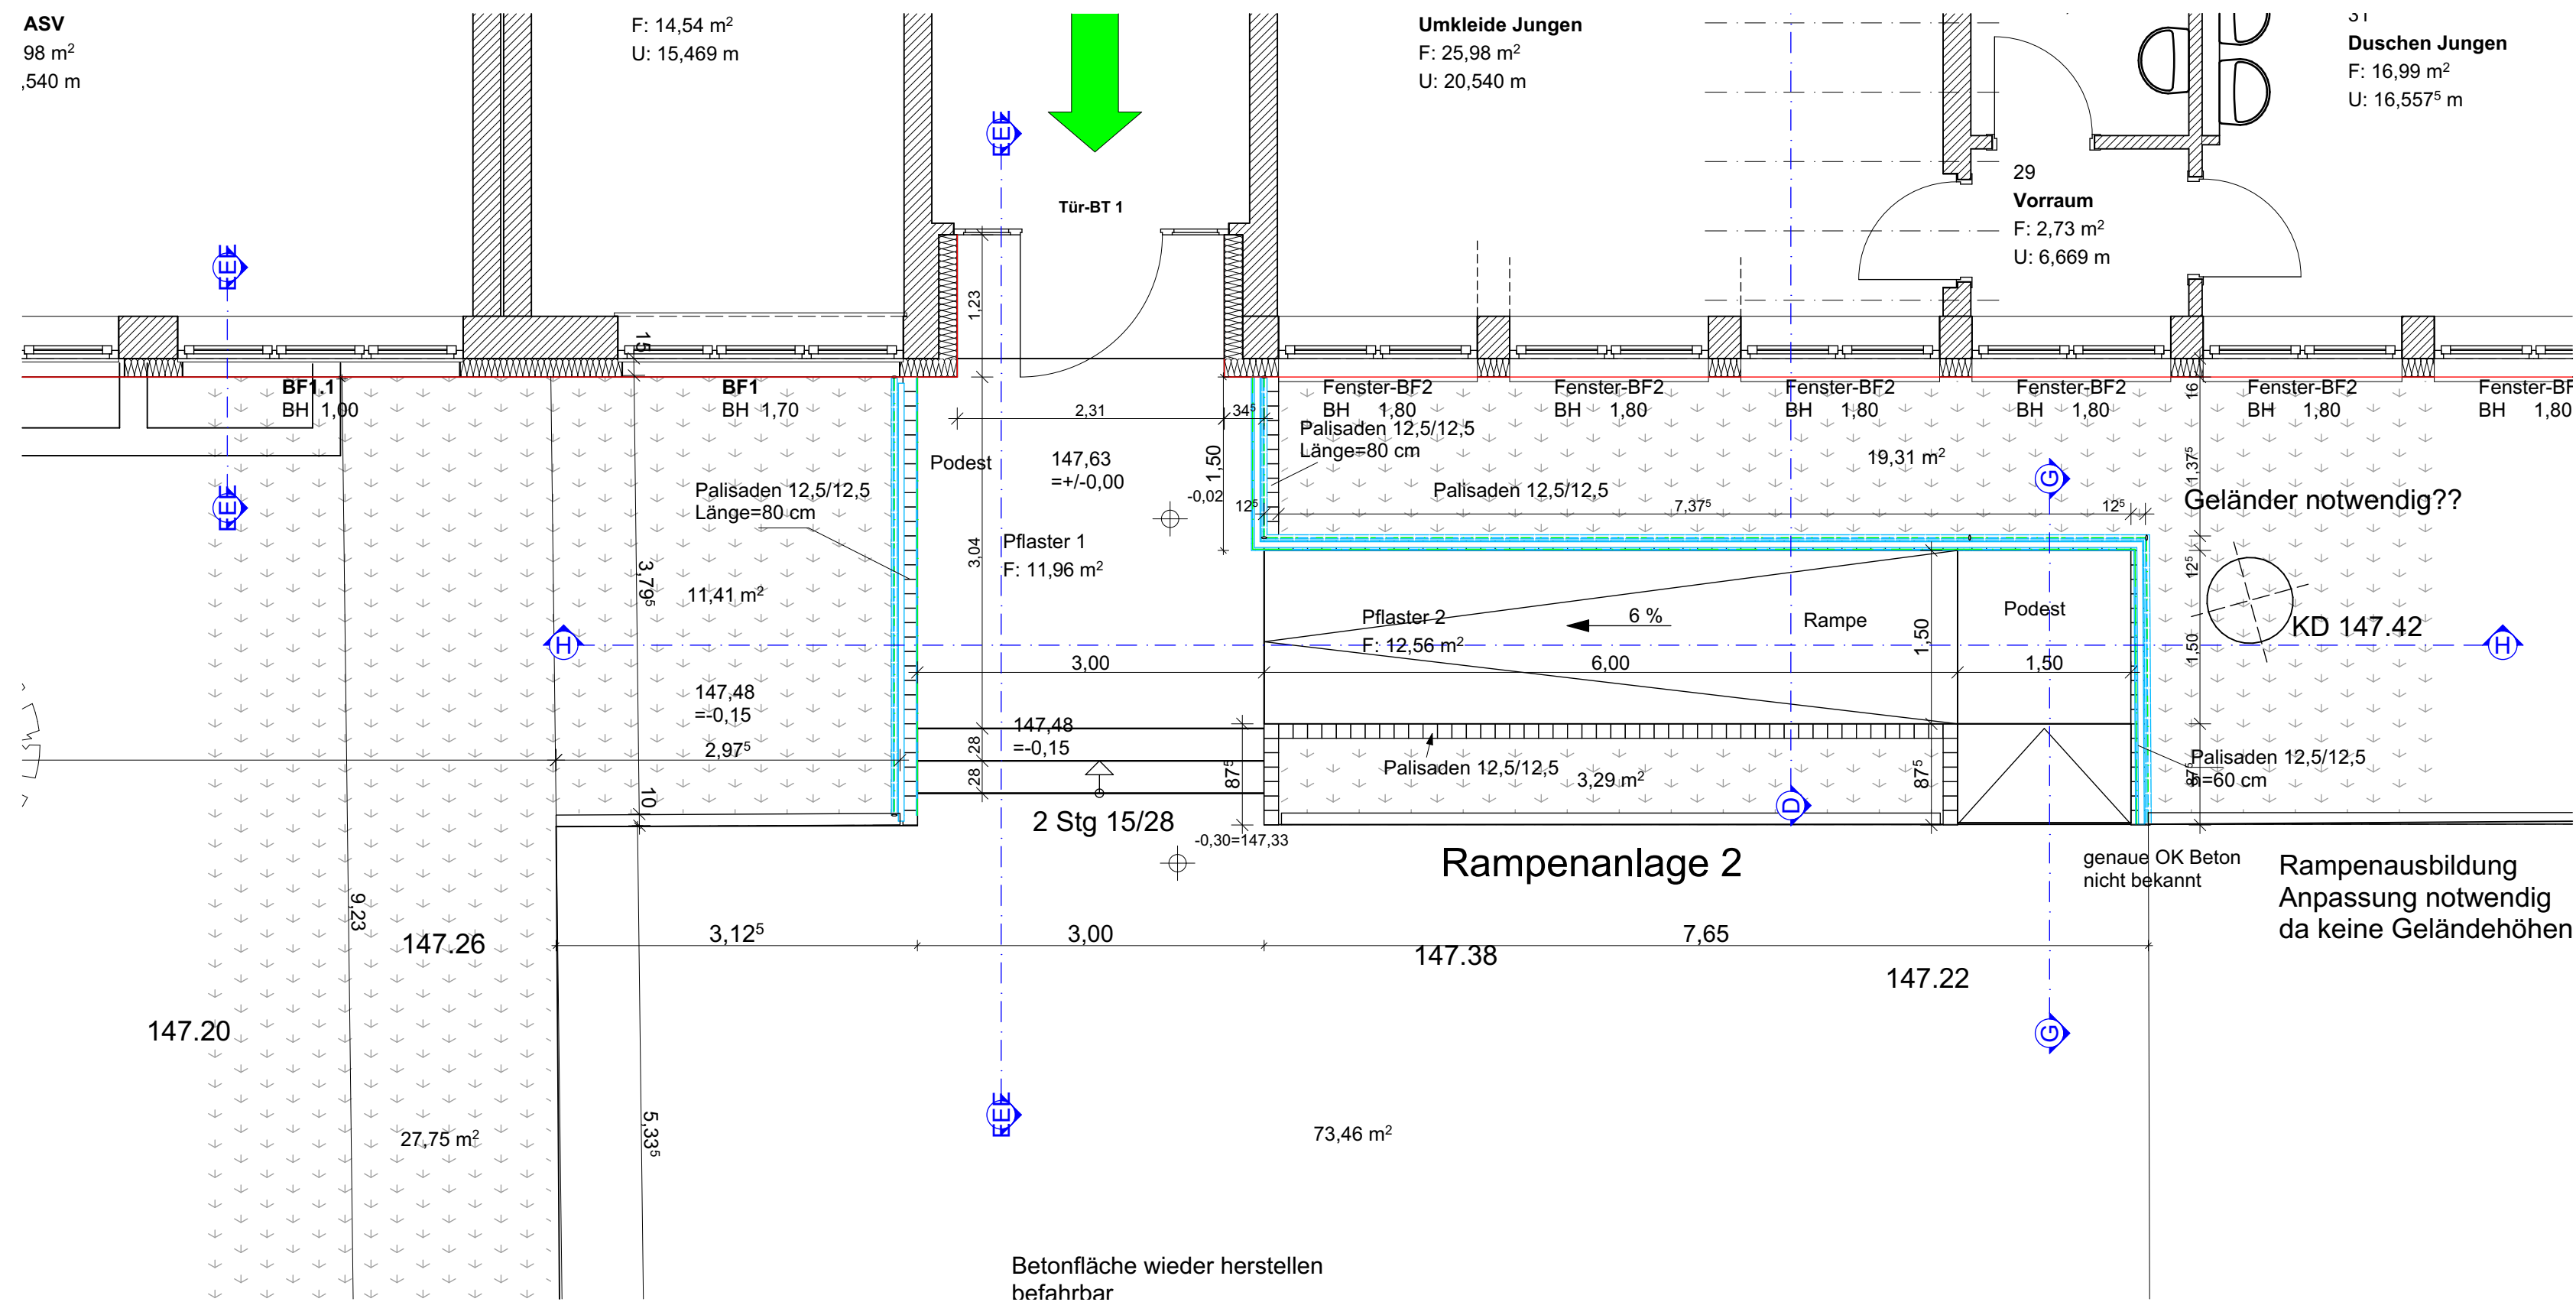 ASV
98 m²
,540 m
F: 14,54 m²
U: 15,469 m
Umkleide Jungen
F: 25,98 m²
U: 20,540 m
31
Duschen Jungen
F: 16,99 m²
U: 16,557⁵ m
29
Vorraum
F: 2,73 m²
U: 6,669 m
Tür-BT 1
1,23
15
BF1.1
BH 1,00
BF1
BH 1,70
Fenster-BF2
BH 1,80
Fenster-BF2
BH 1,80
Fenster-BF2
BH 1,80
Fenster-BF2
BH 1,80
Fenster-BF2
BH 1,80
Fenster-BF
BH 1,80
16
2,31
34⁵
Palisaden 12,5/12,5
Länge=80 cm
Podest
147,63
=+/-0,00
1,50
-0,02
12⁵
19,31 m²
Palisaden 12,5/12,5
7,37⁵
12⁵
1,37⁵
Geländer notwendig??
Palisaden 12,5/12,5
Länge=80 cm
Pflaster 1
F: 11,96 m²
3,04
3,79⁵
11,41 m²
12⁵
Pflaster 2
F: 12,56 m²
6 %
Rampe
1,50
Podest
KD 147.42
1,50
H
H
G
G
D
3,00
6,00
1,50
147,48
=-0,15
2,97⁵
147,48
=-0,15
28
28
87⁵
Palisaden 12,5/12,5
3,29 m²
87⁵
Palisaden 12,5/12,5
h=60 cm
87⁵
10
2 Stg 15/28
-0,30=147,33
Rampenanlage 2
genaue OK Beton
nicht bekannt
Rampenausbildung
Anpassung notwendig
da keine Geländehöhen
9,23
147.26
3,12⁵
3,00
7,65
147.38
147.22
147.20
27,75 m²
5,33⁵
73,46 m²
Betonfläche wieder herstellen
befahrbar